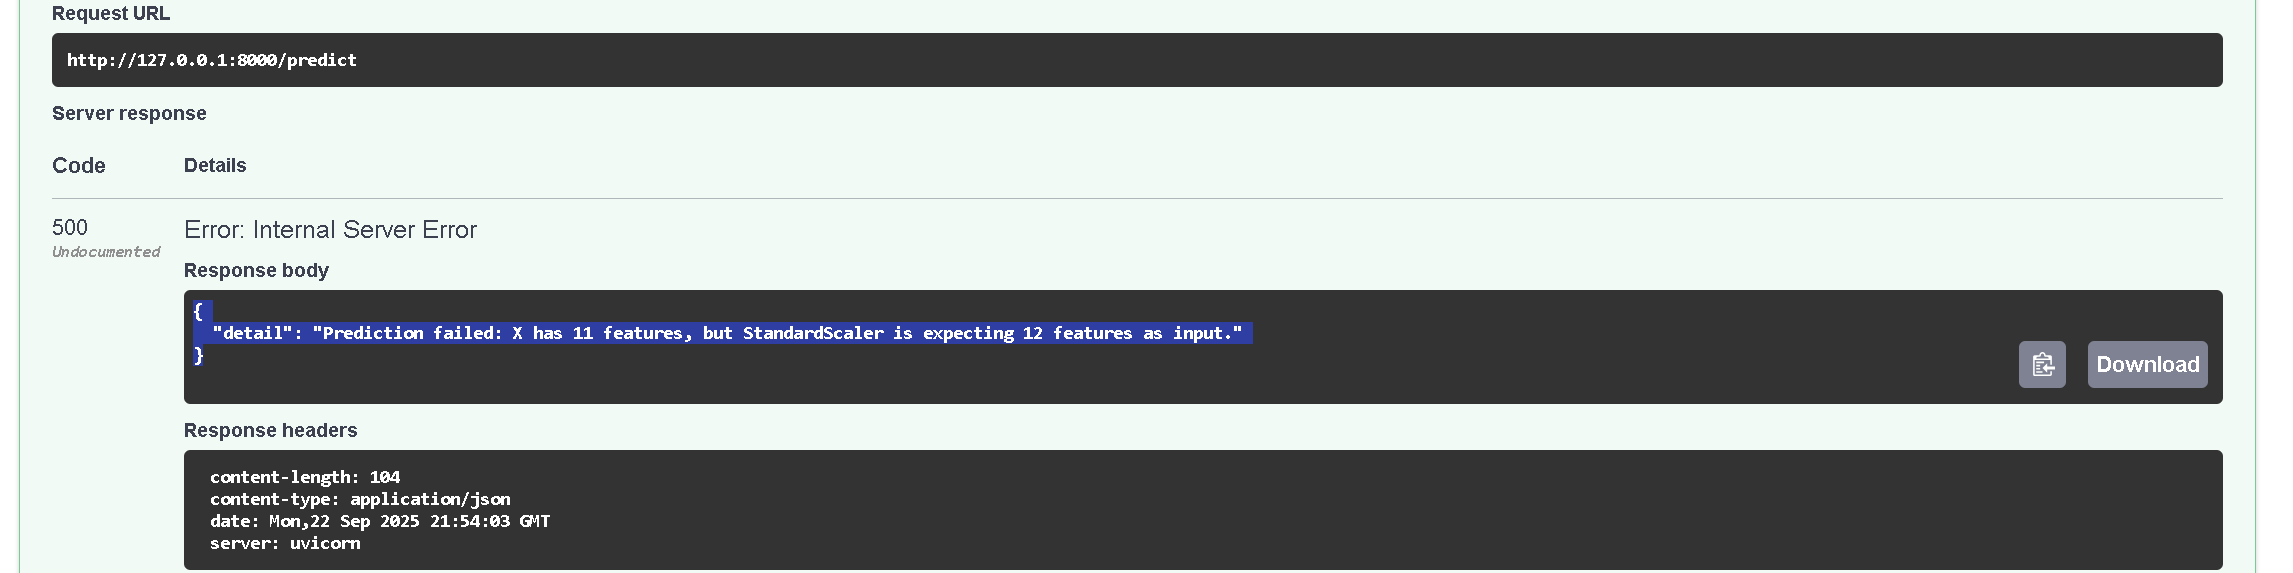 Request URL
http://127.0.0.1:8000/predict
Server response
Code Details
500 Error: Internal Server Error
Undocumented
Response body
{
"detail": "Prediction failed: X has 11 features, but StandardScaler is expecting 12 features as input."
}
Download
Response headers
content-length: 104
content-type: application/json
date: Mon,22 Sep 2025 21:54:03 GMT
server: uvicorn